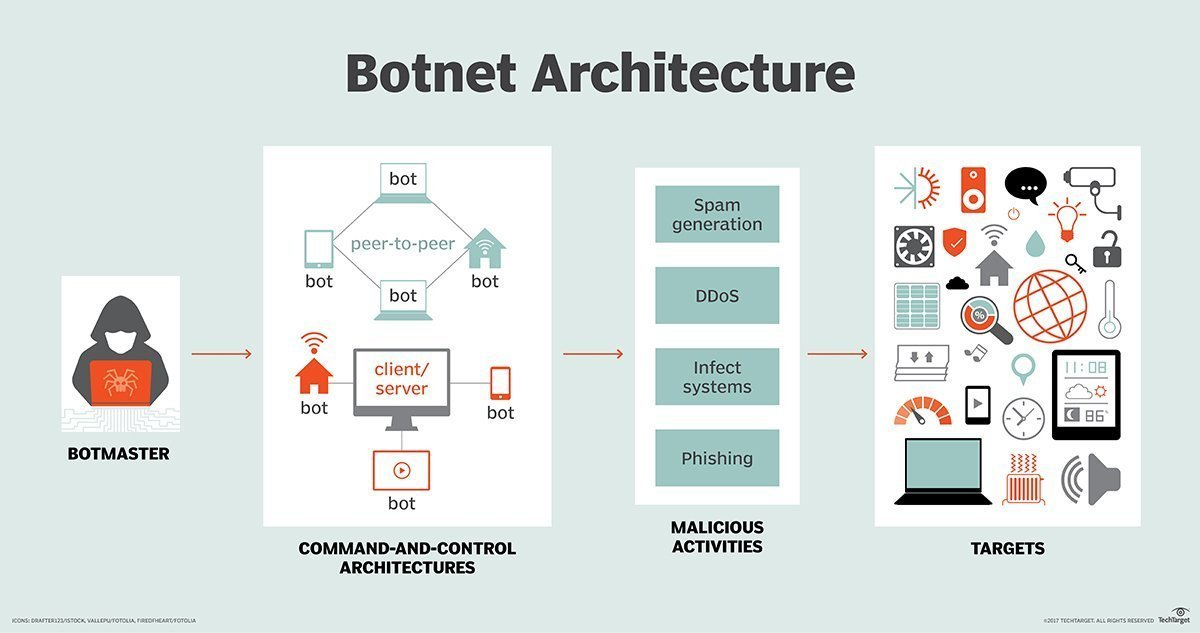 Botnet Architecture
BOTMASTER
bot
bot
peer-to-peer
bot
bot
client/
server
bot
bot
bot
COMMAND-AND-CONTROL
ARCHITECTURES
Spam
generation
DDoS
Infect
systems
Phishing
MALICIOUS
ACTIVITIES
%
11:08
86°
TARGETS
ICONS: DRAFTER123/ISTOCK, VALLEPU/FOTOLIA, FIREOFHEART/FOTOLIA
©2017 TECHTARGET. ALL RIGHTS RESERVED TechTarget